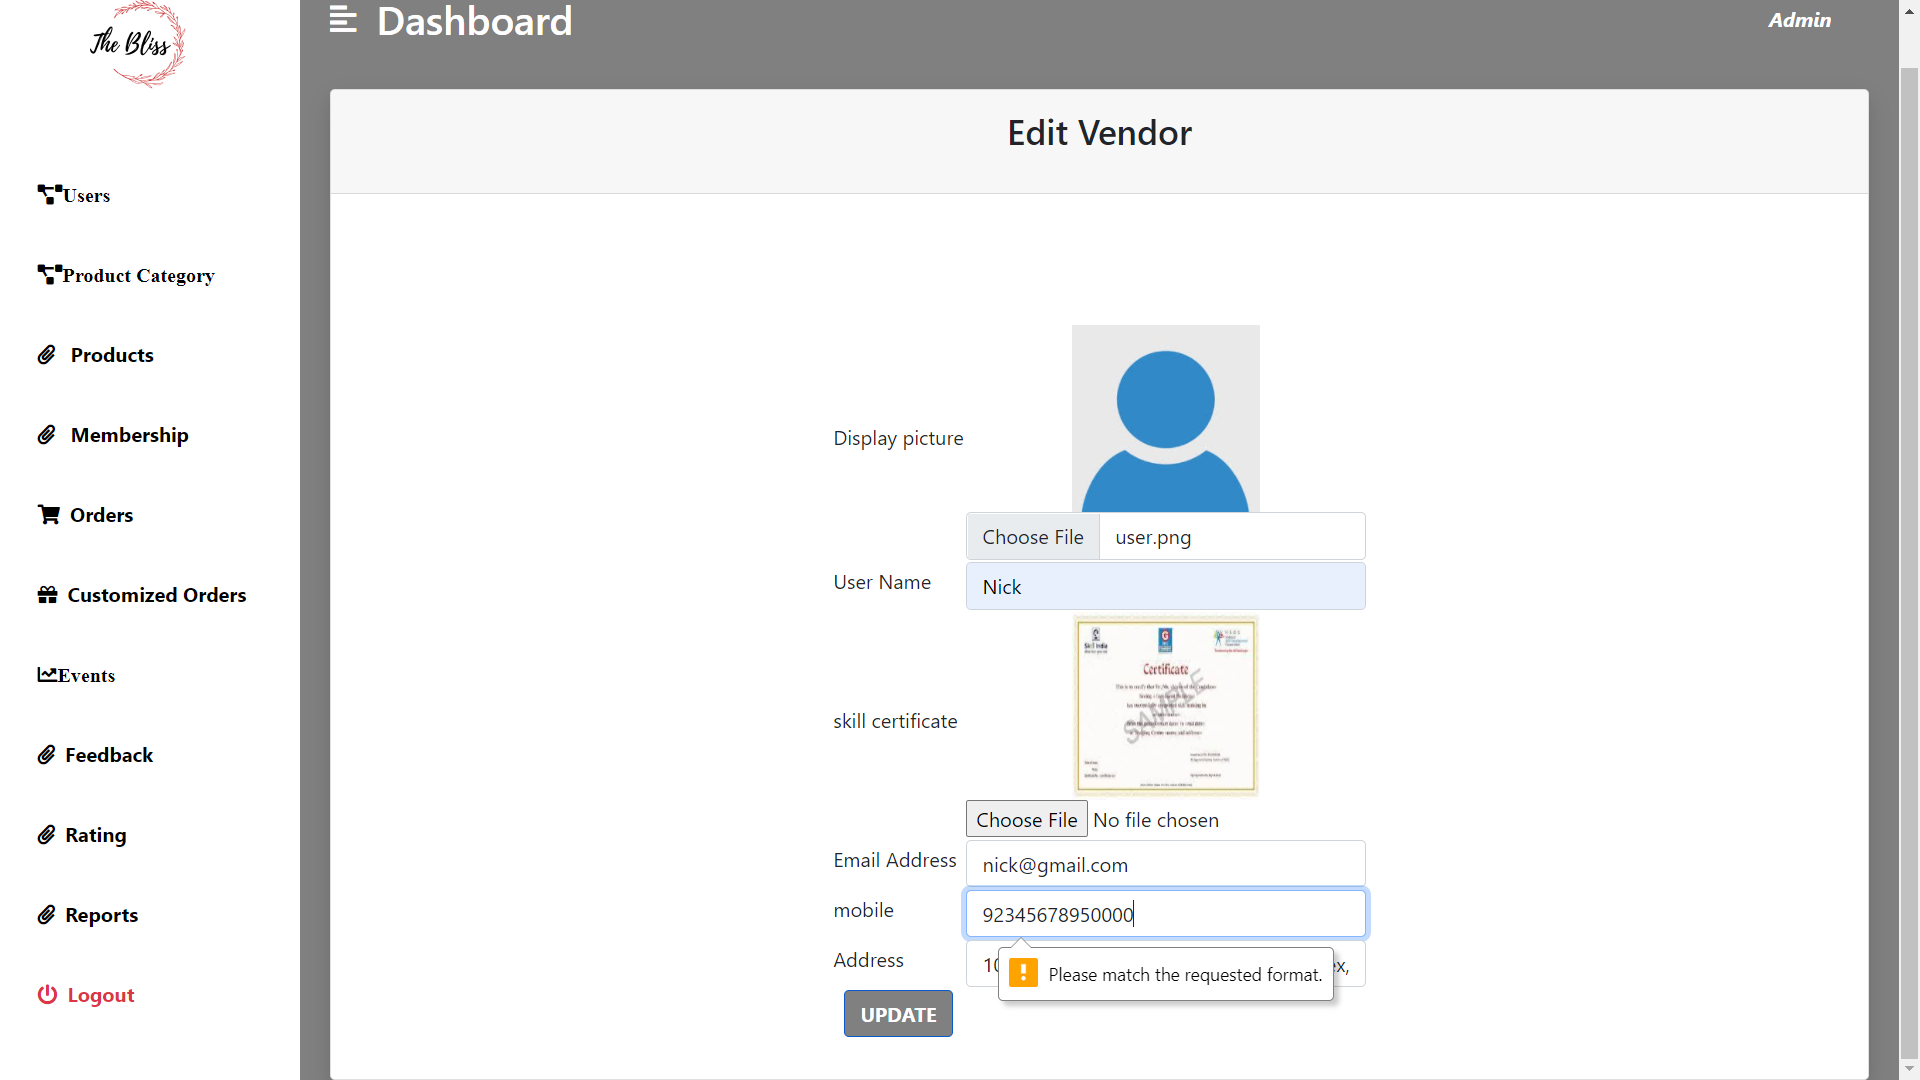 The Bliss
Dashboard
Admin
Edit Vendor
Users
Product Category
Products
Membership
Orders
Customized Orders
Events
Feedback
Rating
Reports
Logout
Display picture
Choose File user.png
User Name Nick
Skill India
Certificate
SAMPLE
skill certificate
Choose File No file chosen
Email Address nick@gmail.com
mobile 92345678950000
Please match the requested format.
Address
UPDATE